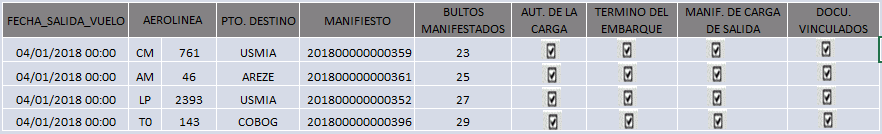 FECHA_SALIDA_VUELO AEROLINEA PTO. DESTINO MANIFIESTO BULTOS MANIFESTADOS AUT. DE LA CARGA TERMINO DEL EMBARQUE MANIF. DE CARGA DE SALIDA DOCU. VINCULADOS
04/01/2018 00:00 CM 761 USMIA 201800000000359 23
04/01/2018 00:00 AM 46 AREZE 201800000000361 25
04/01/2018 00:00 LP 2393 USMIA 201800000000352 27
04/01/2018 00:00 T0 143 COBOG 201800000000396 29